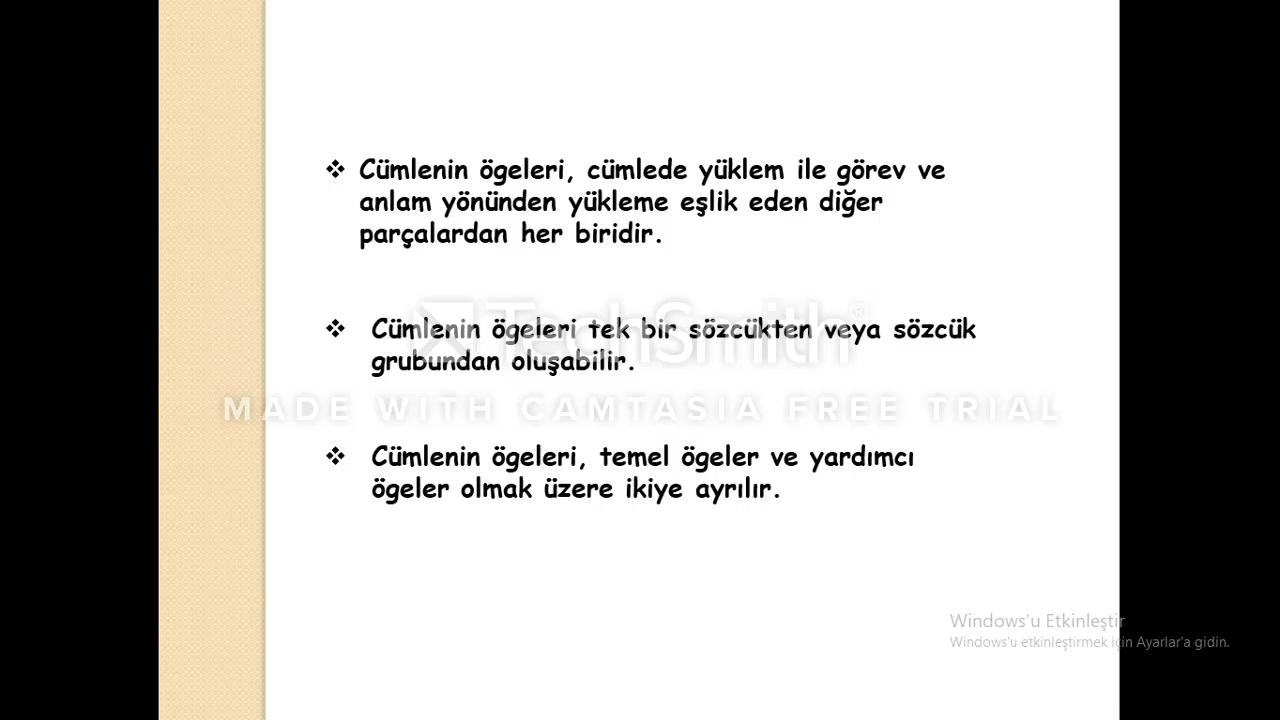 ❖ Cümlenin ögeleri, cümlede yüklem ile görev ve
anlam yönünden yükleme eşlik eden diğer
parçalardan her biridir.
❖ Cümlenin ögeleri tek bir sözcükten veya sözcük
grubundan oluşabilir.
TechSmith®
MADE WITH CAMTASIA FREE TRIAL
❖ Cümlenin ögeleri, temel ögeler ve yardımcı
ögeler olmak üzere ikiye ayrılır.
Windows'u Etkinleştir
Windows'u etkinleştirmek için Ayarlar'a gidin.